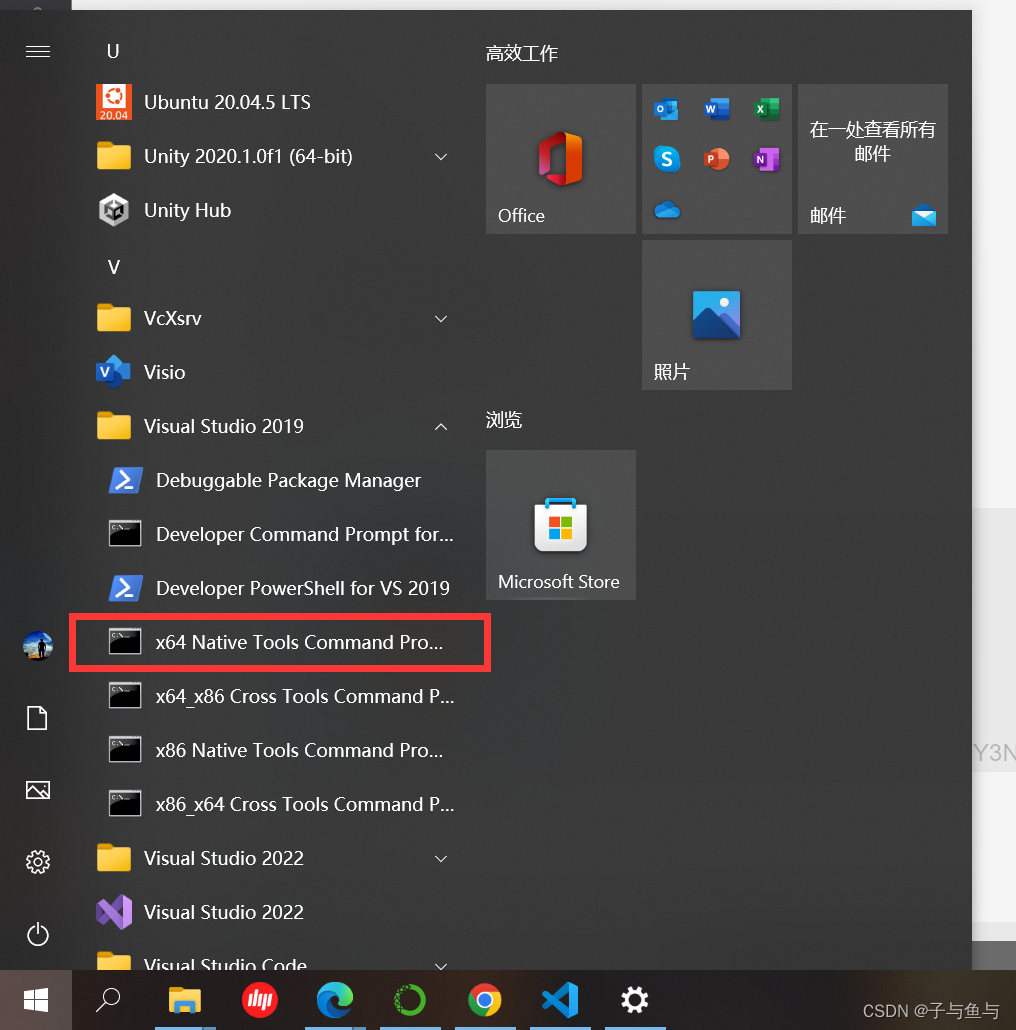 U
20.04
Ubuntu 20.04.5 LTS
Unity 2020.1.0f1 (64-bit)
Unity Hub
V
VcXsrv
Visio
Visual Studio 2019
Debuggable Package Manager
Developer Command Prompt for...
Developer PowerShell for VS 2019
x64 Native Tools Command Pro...
x64_x86 Cross Tools Command P...
x86 Native Tools Command Pro...
x86_x64 Cross Tools Command P...
Visual Studio 2022
Visual Studio 2022
Visual Studio Code
高效工作
Office
在一处查看所有
邮件
邮件
照片
浏览
Microsoft Store
Y3N
CSDN @子与鱼与